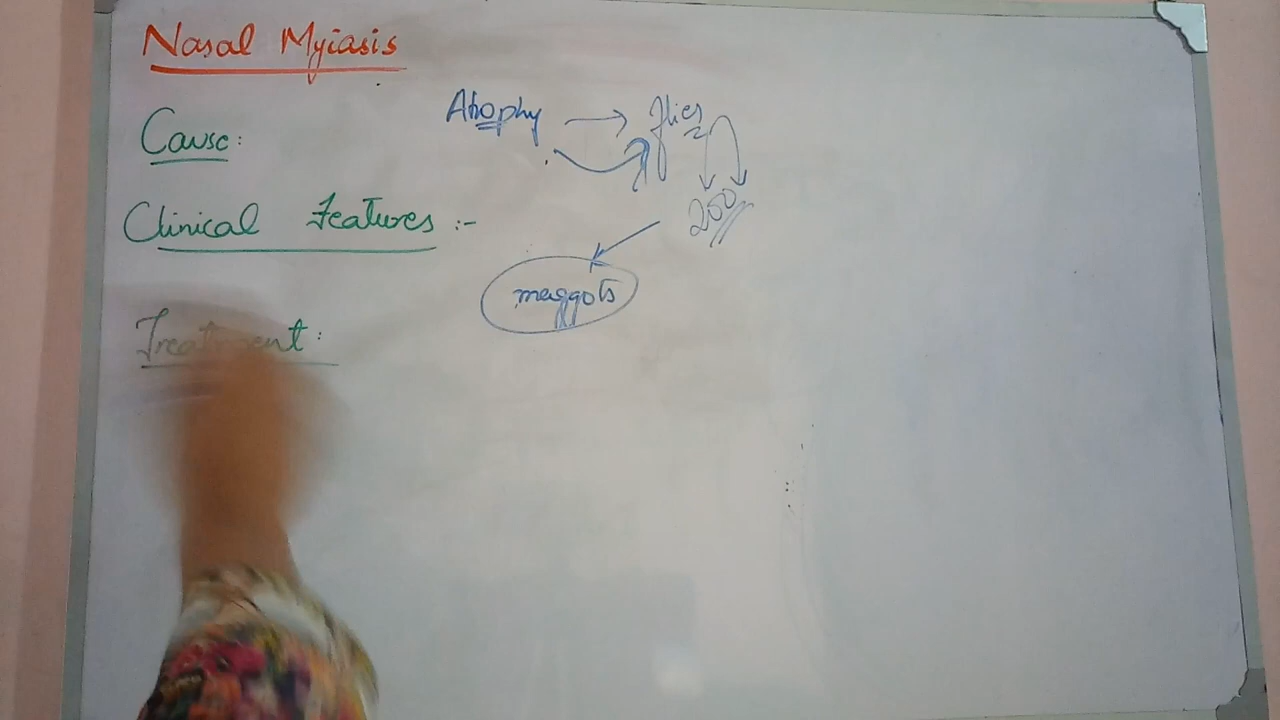 Nasal Myiasis
Atrophy → flies
Cause:
200
Clinical Features :-
maggots
Treatment: